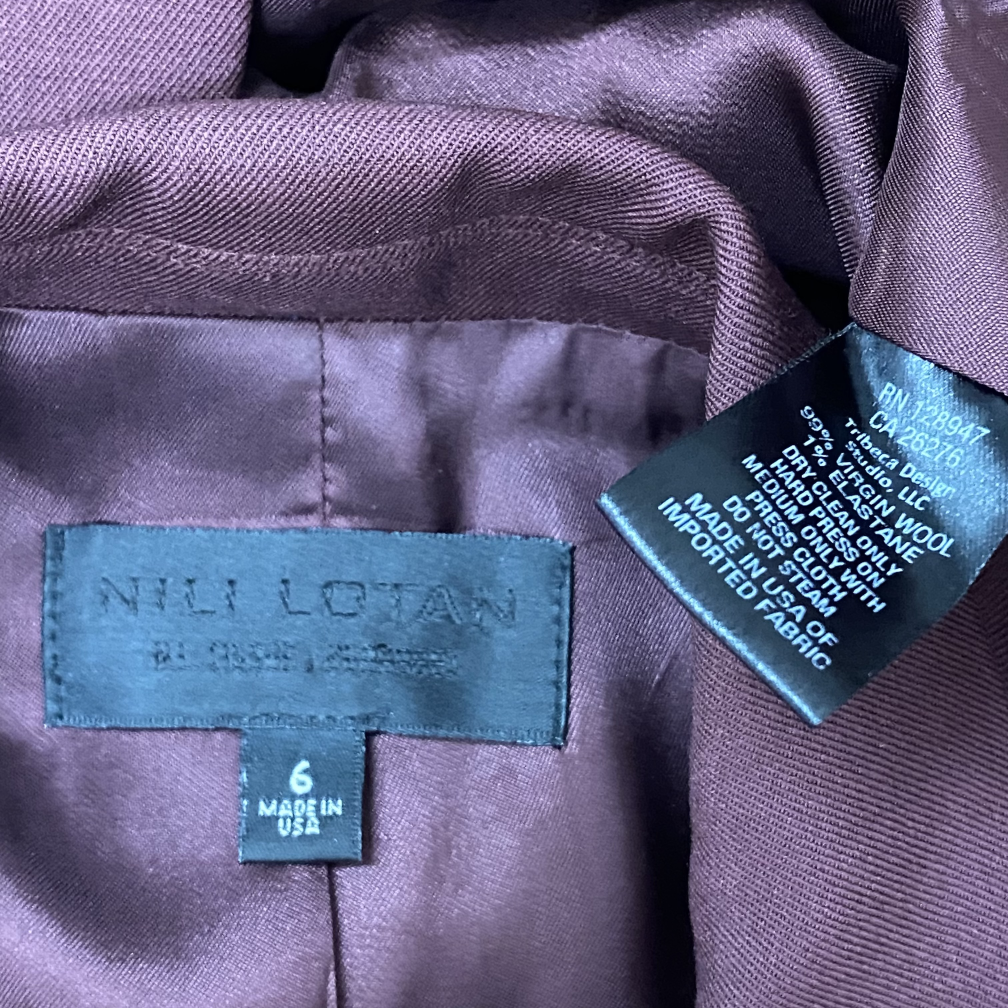 NILI LOTAN
6
MADE IN
USA
RN 128947
CA 26276
Tribeca Design
Studio, LLC
99% VIRGIN WOOL
1% ELASTANE
DRY CLEAN ONLY
HARD PRESS ON
MEDIUM ONLY WITH
PRESS CLOTH
DO NOT STEAM
MADE IN USA OF
IMPORTED FABRIC